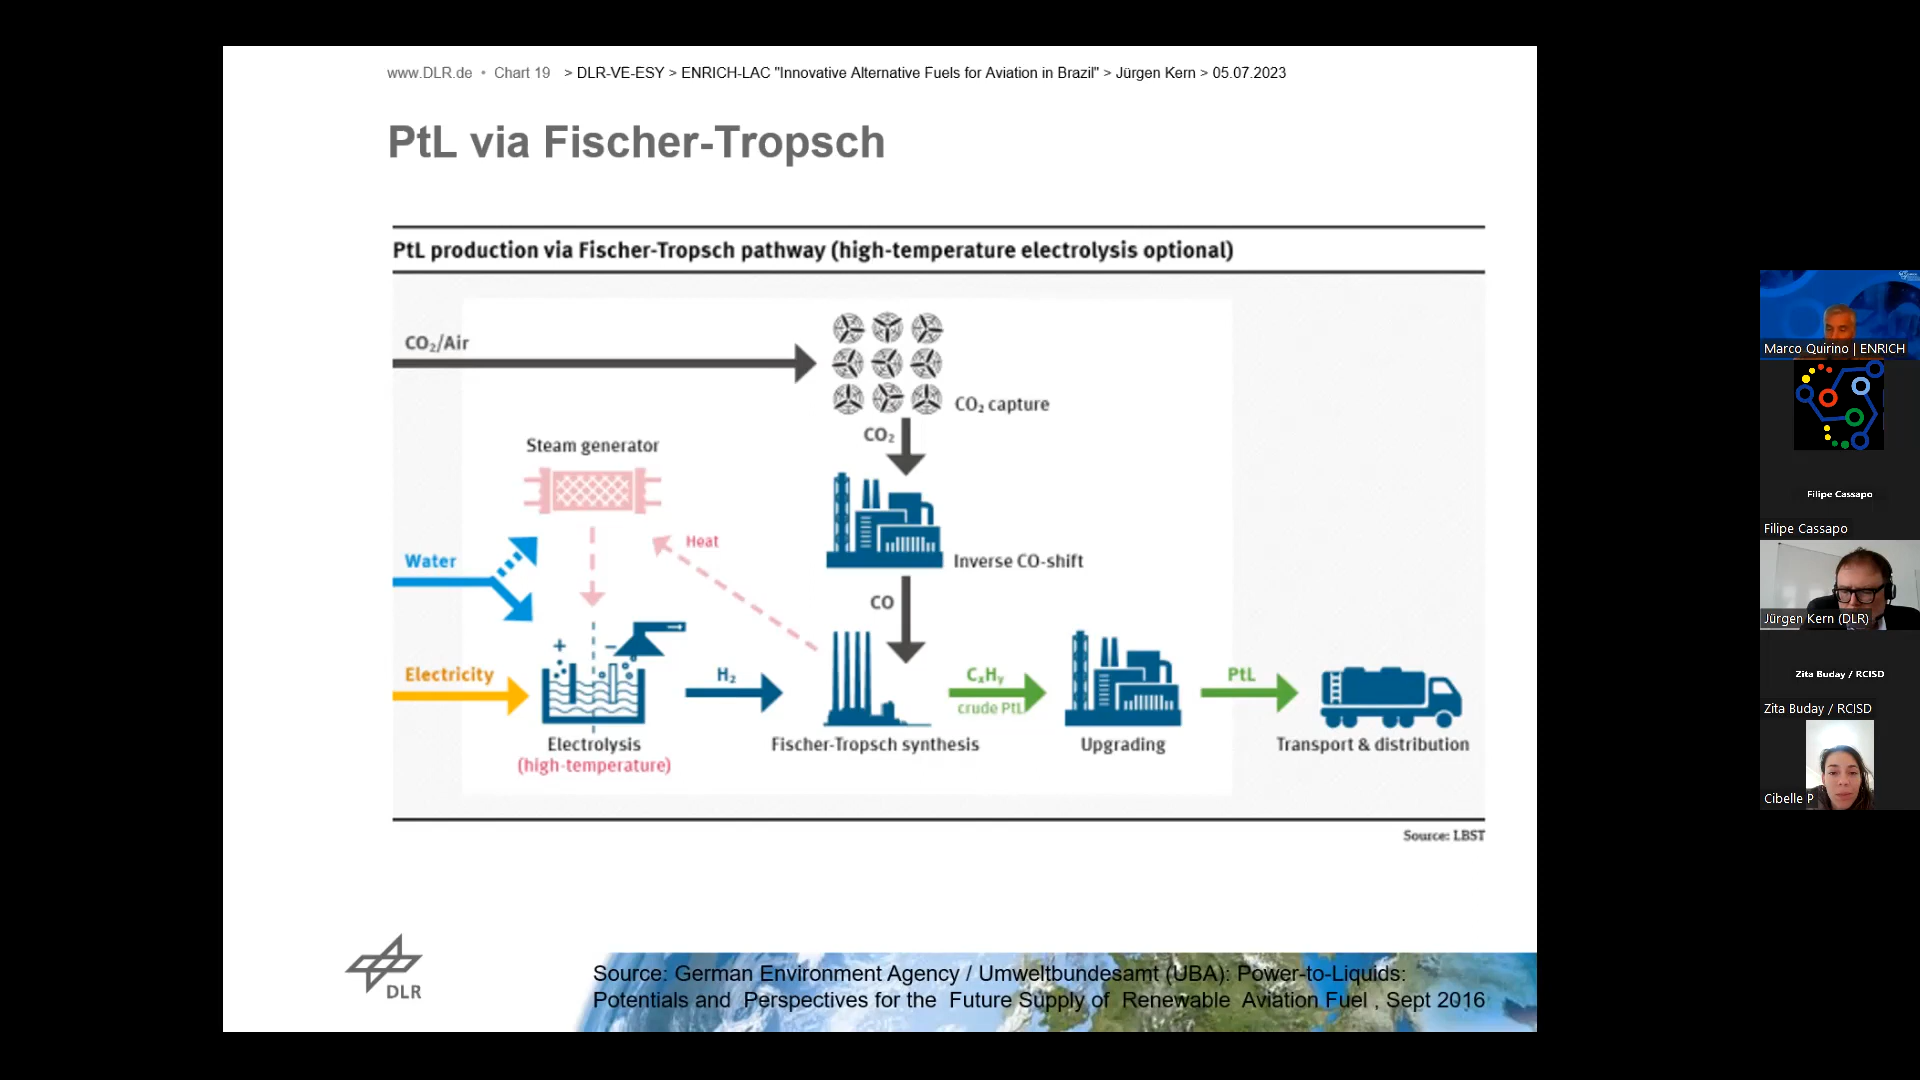 www.DLR.de • Chart 19 > DLR-VE-ESY > ENRICH-LAC "Innovative Alternative Fuels for Aviation in Brazil" > Jürgen Kern > 05.07.2023
PtL via Fischer-Tropsch
PtL production via Fischer-Tropsch pathway (high-temperature electrolysis optional)
CO₂/Air
CO₂ capture
CO₂
Steam generator
Heat
Water
Inverse CO-shift
CO
Electricity
+
−
H₂
CₓHᵧ
crude PtL
PtL
Electrolysis
(high-temperature)
Fischer-Tropsch synthesis
Upgrading
Transport & distribution
Source: LBST
DLR
Source: German Environment Agency / Umweltbundesamt (UBA): Power-to-Liquids:
Potentials and Perspectives for the Future Supply of Renewable Aviation Fuel , Sept 2016
Marco Quirino | ENRICH
Filipe Cassapo
Filipe Cassapo
Jürgen Kern (DLR)
Zita Buday / RCISD
Zita Buday / RCISD
Cibelle P